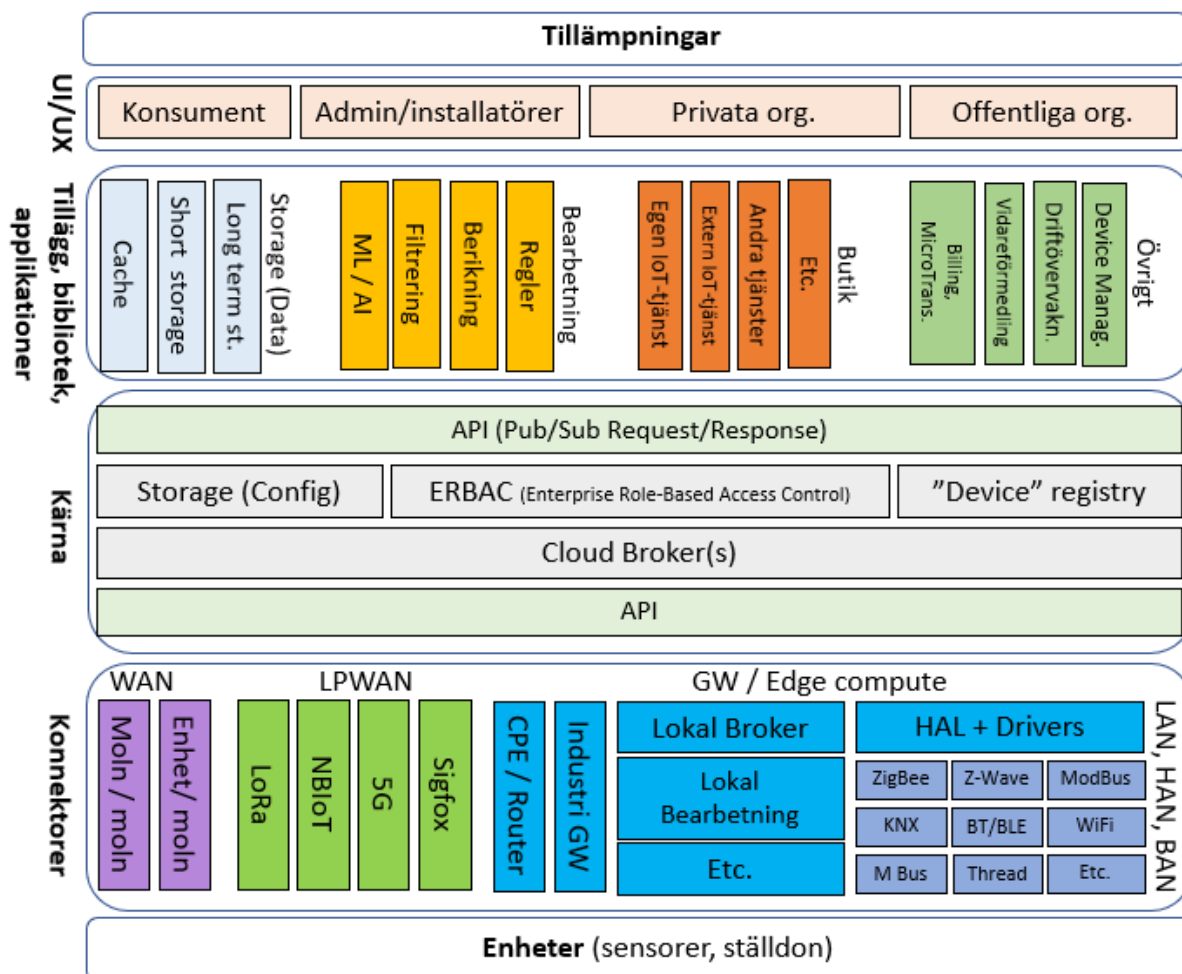 Tillämpningar
UI/UX
Konsument
Admin/installatörer
Privata org.
Offentliga org.
Tillägg, bibliotek,
applikationer
Cache
Short storage
Long term st.
Storage (Data)
ML / AI
Filtrering
Berikning
Regler
Bearbetning
Egen IoT-tjänst
Extern IoT-tjänst
Andra tjänster
Etc.
Butik
Billing,
MicroTrans.
Vidareförmedling
Driftövervakn.
Device Manag.
Övrigt
Kärna
API (Pub/Sub Request/Response)
Storage (Config)
ERBAC (Enterprise Role-Based Access Control)
”Device” registry
Cloud Broker(s)
API
Konnektorer
WAN
Moln / moln
Enhet/ moln
LPWAN
LoRa
NBIoT
5G
Sigfox
GW / Edge compute
CPE / Router
Industri GW
Lokal Broker
Lokal
Bearbetning
Etc.
HAL + Drivers
ZigBee
Z-Wave
ModBus
KNX
BT/BLE
WiFi
M Bus
Thread
Etc.
LAN, HAN, BAN
Enheter (sensorer, ställdon)